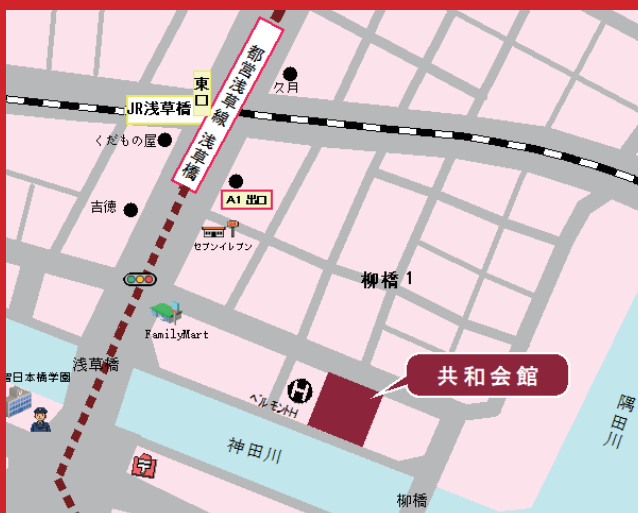 都営浅草線 浅草橋
東口
JR浅草橋
久月
くだもの屋
A1 出口
吉徳
セブンイレブン
柳橋 1
FamilyMart
浅草橋
日本橋学園
共和会館
H
ベルモントH
隅田川
神田川
〒
柳橋